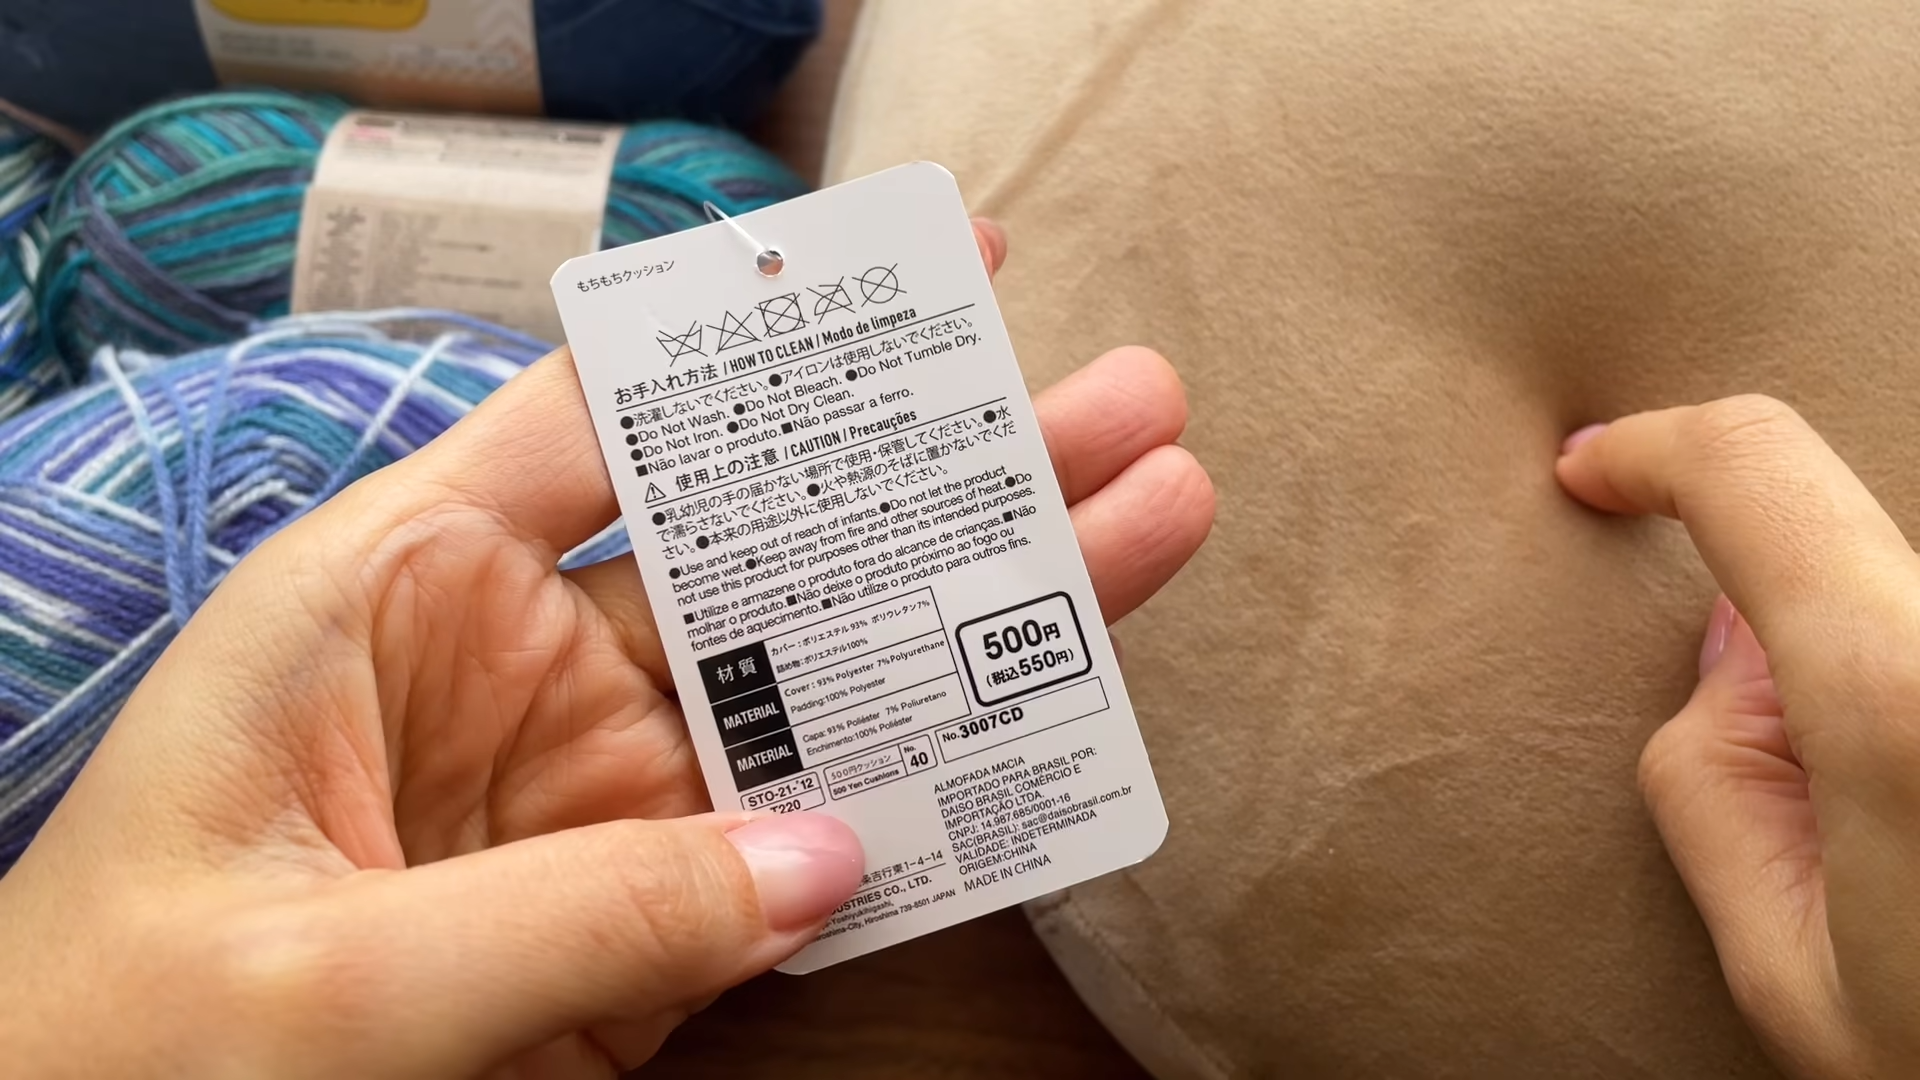 もちもちクッション
お手入れ方法 / HOW TO CLEAN / Modo de limpeza
●洗濯しないでください。●アイロンは使用しないでください。
●Do Not Wash. ●Do Not Bleach. ●Do Not Tumble Dry.
●Do Not Iron. ●Do Not Dry Clean.
■Não lavar o produto.■Não passar a ferro.
使用上の注意 / CAUTION / Precauções
●乳幼児の手の届かない場所で使用・保管してください。●水
で濡らさないでください。●火や熱源のそばに置かないでくだ
さい。●本来の用途以外に使用しないでください。
●Use and keep out of reach of infants.●Do not let the product
become wet.●Keep away from fire and other sources of heat.●Do
not use this product for purposes other than its intended purposes.
■Utilize e armazene o produto fora do alcance de crianças.■Não
molhar o produto.■Não deixe o produto próximo ao fogo ou
fontes de aquecimento.■Não utilize o produto para outros fins.
材質
カバー：ポリエステル 93% ポリウレタン7%
詰め物：ポリエステル100%
MATERIAL
Cover : 93% Polyester 7%Polyurethane
Padding:100% Polyester
MATERIAL
Capa: 93% Poliéster 7% Poliuretano
Enchimento:100% Poliéster
500円
(税込550円)
STO-21-'12
T220
500円クッション
500 Yen Cushions
No.
40
No.3007CD
ALMOFADA MACIA
IMPORTADO PARA BRASIL POR:
DAISO BRASIL COMÉRCIO E
IMPORTAÇÃO LTDA.
CNPJ: 14.987.685/0001-16
SAC(BRASIL): sac@daisobrasil.com.br
VALIDADE: INDETERMINADA
ORIGEM:CHINA
MADE IN CHINA
条吉行東1-4-14
DUSTRIES CO., LTD.
-Yoshiyukihigashi,
oshima-City, Hiroshima 739-8501 JAPAN